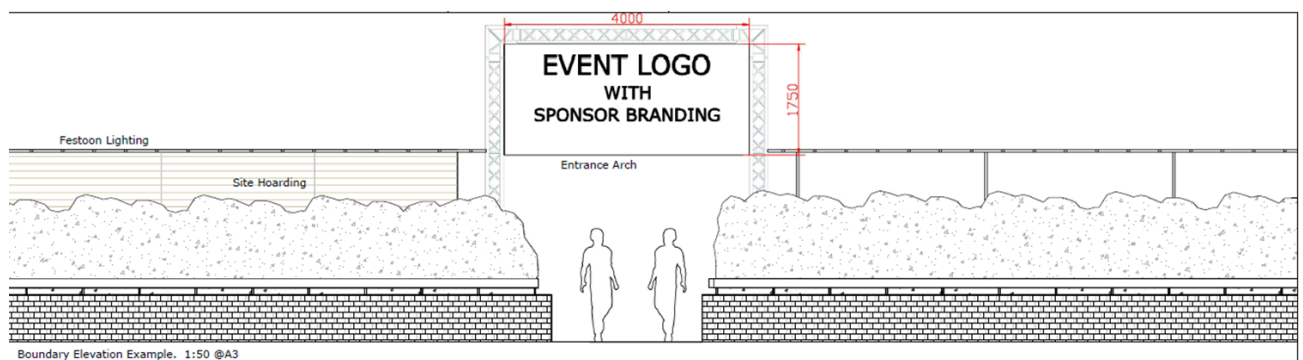 4000
EVENT LOGO
WITH
SPONSOR BRANDING
1750
Festoon Lighting
Entrance Arch
Site Hoarding
Boundary Elevation Example. 1:50 @A3